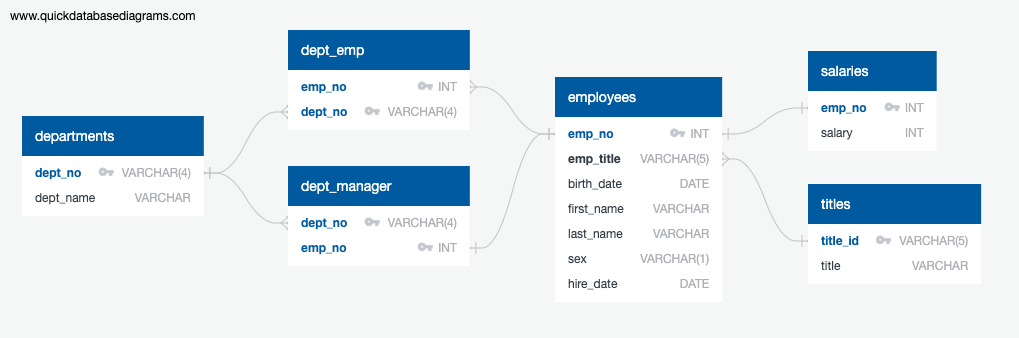 www.quickdatabasediagrams.com
departments
dept_no VARCHAR(4)
dept_name VARCHAR
dept_emp
emp_no INT
dept_no VARCHAR(4)
dept_manager
dept_no VARCHAR(4)
emp_no INT
employees
emp_no INT
emp_title VARCHAR(5)
birth_date DATE
first_name VARCHAR
last_name VARCHAR
sex VARCHAR(1)
hire_date DATE
salaries
emp_no INT
salary INT
titles
title_id VARCHAR(5)
title VARCHAR